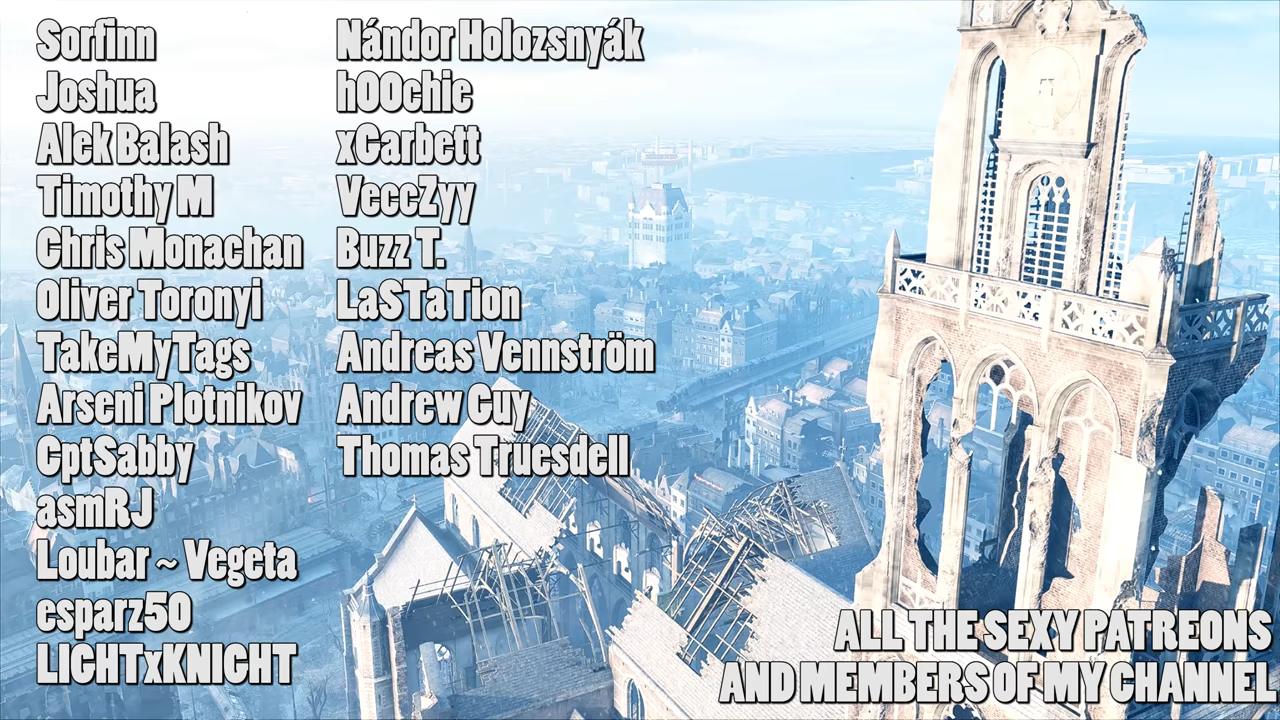 Sorfinn
Joshua
Alek Balash
Timothy M
Chris Monachan
Oliver Toronyi
TakeMyTags
Arseni Plotnikov
CptSabby
asmRJ
Loubar ~ Vegeta
esparz50
LIGHTxKNIGHT
Nándor Holozsnyák
h00chie
xGarbett
VeccZyy
Buzz T.
LaSTaTion
Andreas Vennström
Andrew Guy
Thomas Truesdell
ALL THE SEXY PATREONS
AND MEMBERS OF MY CHANNEL